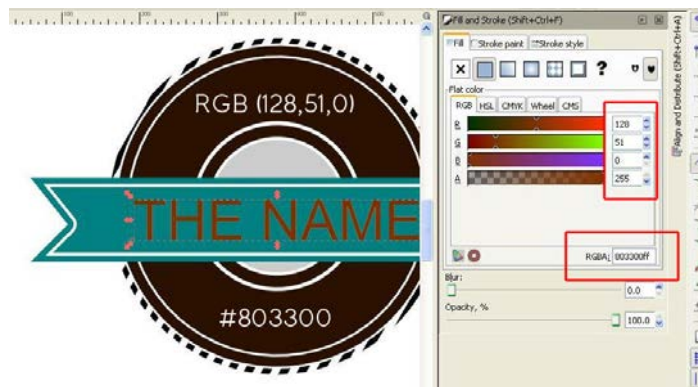 RGB (128,51,0)
THE NAME
#803300
Fill and Stroke (Shift+Ctrl+F)
Fill Stroke paint Stroke style
?
Flat color
RGB HSL CMYK Wheel CMS
R 128
G 51
B 0
A 255
RGBA: 803300ff
Blur:
0.0
Opacity, %
100.0
Align and Distribute (Shift+Ctrl+A)